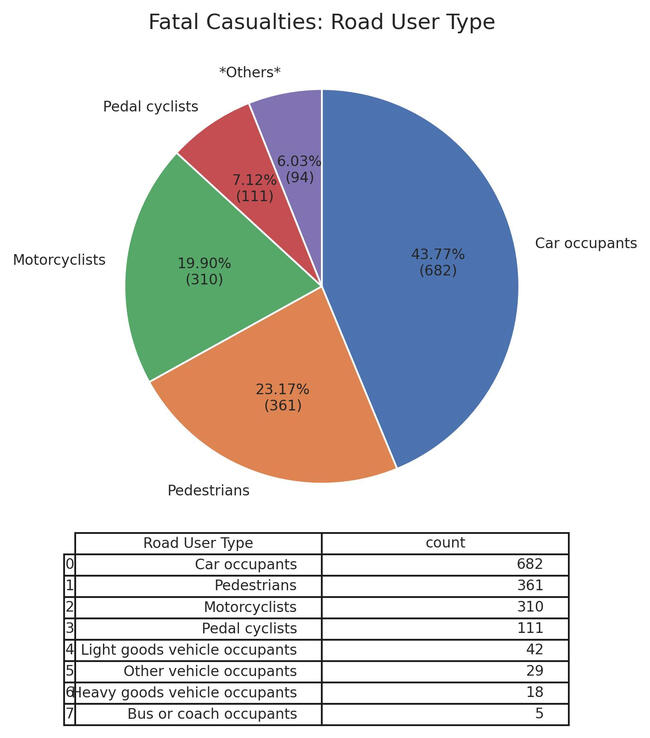 Fatal Casualties: Road User Type
*Others*
Pedal cyclists
6.03%
(94)
7.12%
(111)
Car occupants
43.77%
(682)
Motorcyclists
19.90%
(310)
23.17%
(361)
Pedestrians
Road User Type count
0 Car occupants 682
1 Pedestrians 361
2 Motorcyclists 310
3 Pedal cyclists 111
4 Light goods vehicle occupants 42
5 Other vehicle occupants 29
6 Heavy goods vehicle occupants 18
7 Bus or coach occupants 5